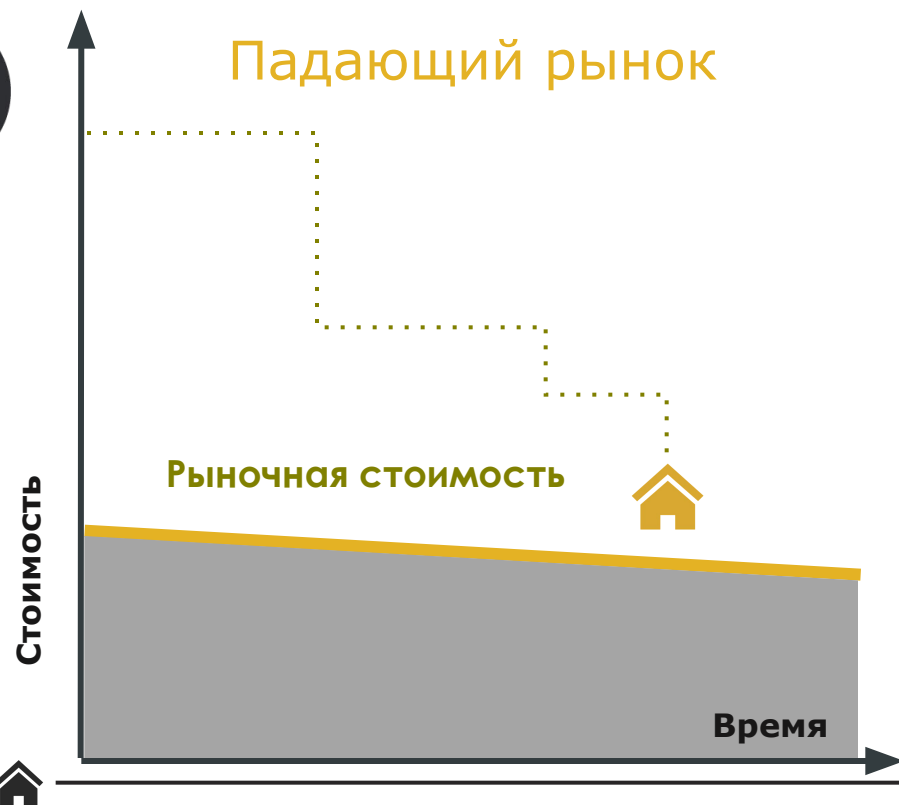 Падающий рынок
Рыночная стоимость
Стоимость
Время